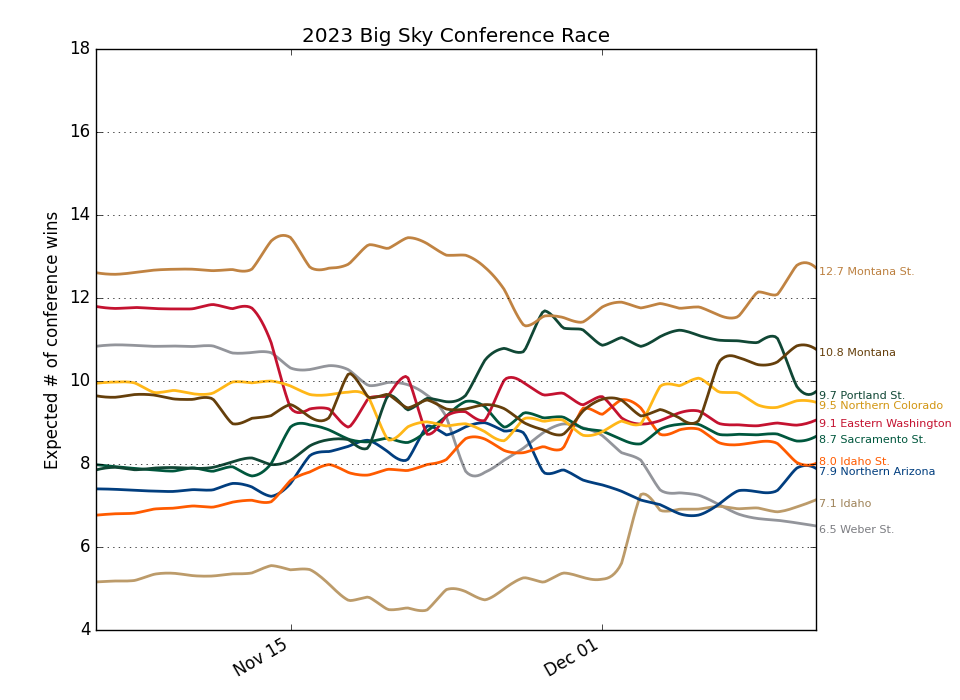 2023 Big Sky Conference Race
Expected # of conference wins
18
16
14
12
10
8
6
4
Nov 15
Dec 01
12.7 Montana St.
10.8 Montana
9.7 Portland St.
9.5 Northern Colorado
9.1 Eastern Washington
8.7 Sacramento St.
8.0 Idaho St.
7.9 Northern Arizona
7.1 Idaho
6.5 Weber St.